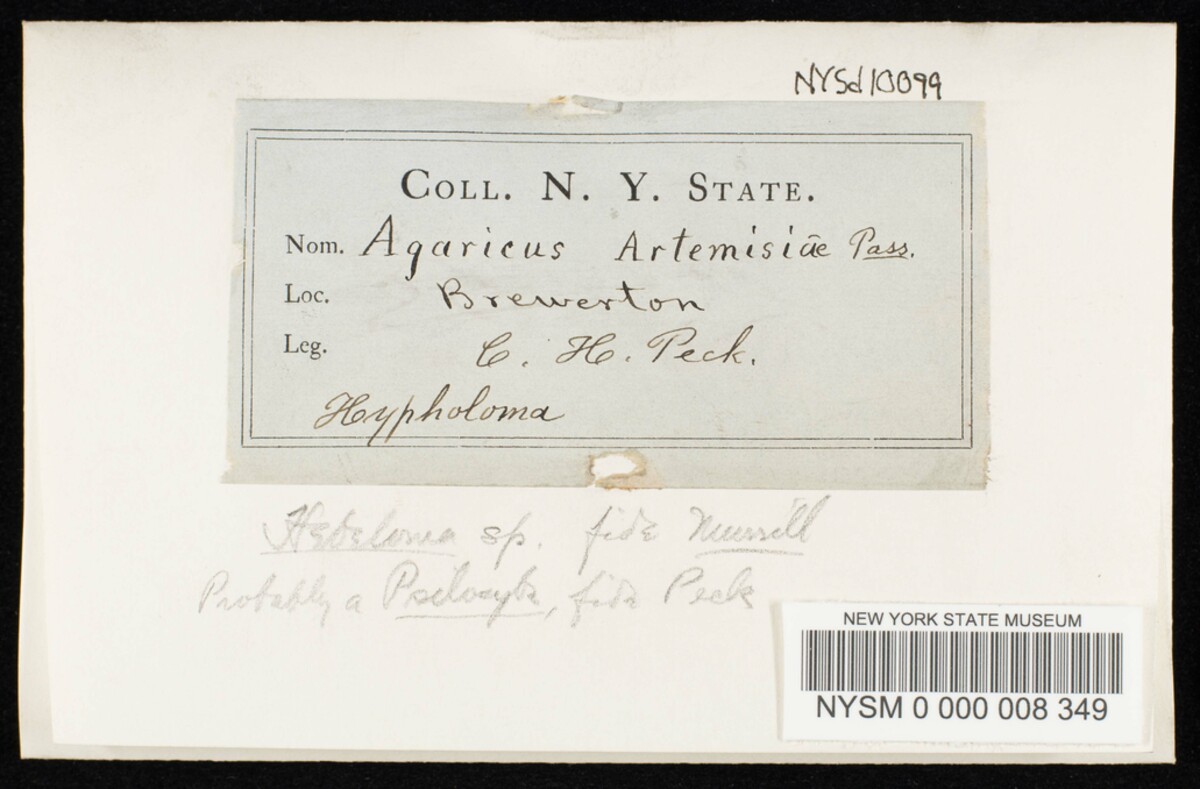 NYSd10099
COLL. N. Y. STATE.
Nom. Agaricus Artemisiæ Pass.
Loc. Brewerton
Leg. C. H. Peck.
Hypholoma
Hebeloma sp. fide Murrill
Probably a Psilocybe, fide Peck
NEW YORK STATE MUSEUM
NYSM 0 000 008 349